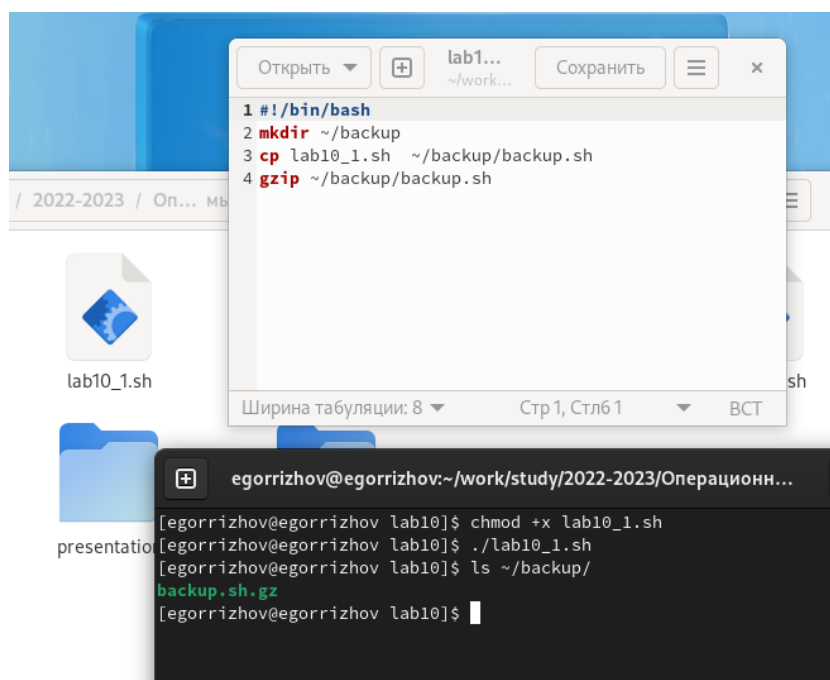 Открыть
lab1...
~/work...
Сохранить
1 #!/bin/bash
2 mkdir ~/backup
3 cp lab10_1.sh  ~/backup/backup.sh
4 gzip ~/backup/backup.sh
/ 2022-2023 / Оп... мы
lab10_1.sh
sh
Ширина табуляции: 8
Стр 1, Стлб 1
ВСТ
presentatio
egorrizhov@egorrizhov:~/work/study/2022-2023/Операционн...
[egorrizhov@egorrizhov lab10]$ chmod +x lab10_1.sh
[egorrizhov@egorrizhov lab10]$ ./lab10_1.sh
[egorrizhov@egorrizhov lab10]$ ls ~/backup/
backup.sh.gz
[egorrizhov@egorrizhov lab10]$